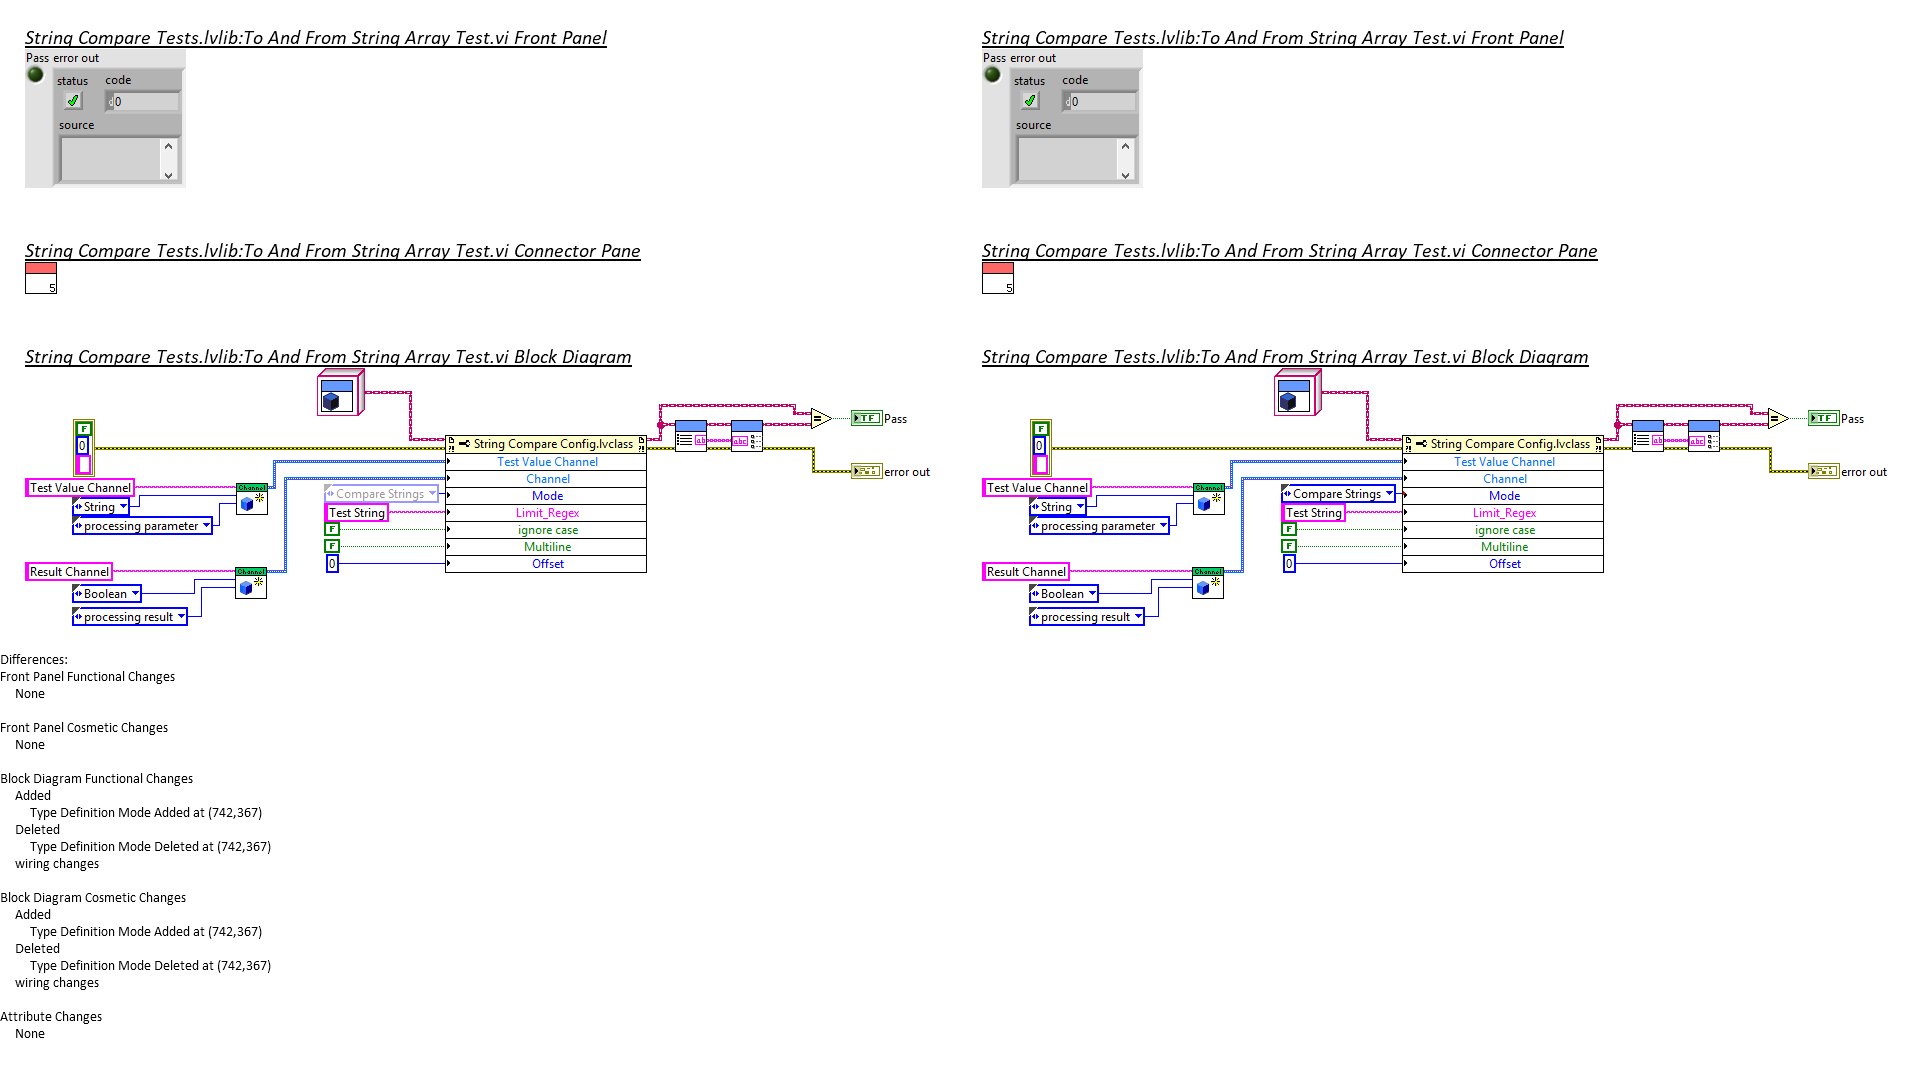 String Compare Tests.lvlib:To And From String Array Test.vi Front Panel
Pass error out
status code
0
source
String Compare Tests.lvlib:To And From String Array Test.vi Connector Pane
5
String Compare Tests.lvlib:To And From String Array Test.vi Block Diagram
TF Pass
F
0
String Compare Config.lvclass
Test Value Channel
Channel
Mode
Limit_Regex
ignore case
Multiline
Offset
error out
Test Value Channel
String
processing parameter
Channel
Compare Strings
Test String
F
F
0
Result Channel
Boolean
processing result
Channel
String Compare Tests.lvlib:To And From String Array Test.vi Front Panel
Pass error out
status code
0
source
String Compare Tests.lvlib:To And From String Array Test.vi Connector Pane
5
String Compare Tests.lvlib:To And From String Array Test.vi Block Diagram
TF Pass
F
0
String Compare Config.lvclass
Test Value Channel
Channel
Mode
Limit_Regex
ignore case
Multiline
Offset
error out
Test Value Channel
String
processing parameter
Channel
Compare Strings
Test String
F
F
0
Result Channel
Boolean
processing result
Channel
Differences:
Front Panel Functional Changes
None
Front Panel Cosmetic Changes
None
Block Diagram Functional Changes
Added
Type Definition Mode Added at (742,367)
Deleted
Type Definition Mode Deleted at (742,367)
wiring changes
Block Diagram Cosmetic Changes
Added
Type Definition Mode Added at (742,367)
Deleted
Type Definition Mode Deleted at (742,367)
wiring changes
Attribute Changes
None